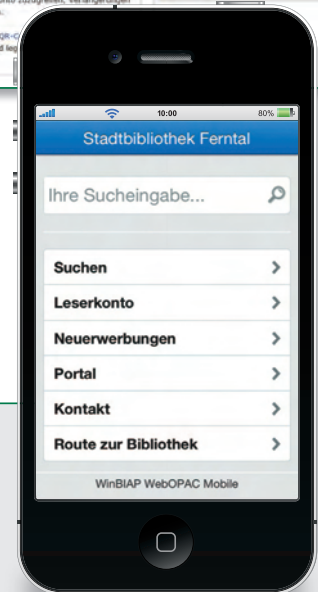 10:00
80%
Stadtbibliothek Ferntal
Ihre Sucheingabe...
Suchen
Leserkonto
Neuerwerbungen
Portal
Kontakt
Route zur Bibliothek
WinBIAP WebOPAC Mobile